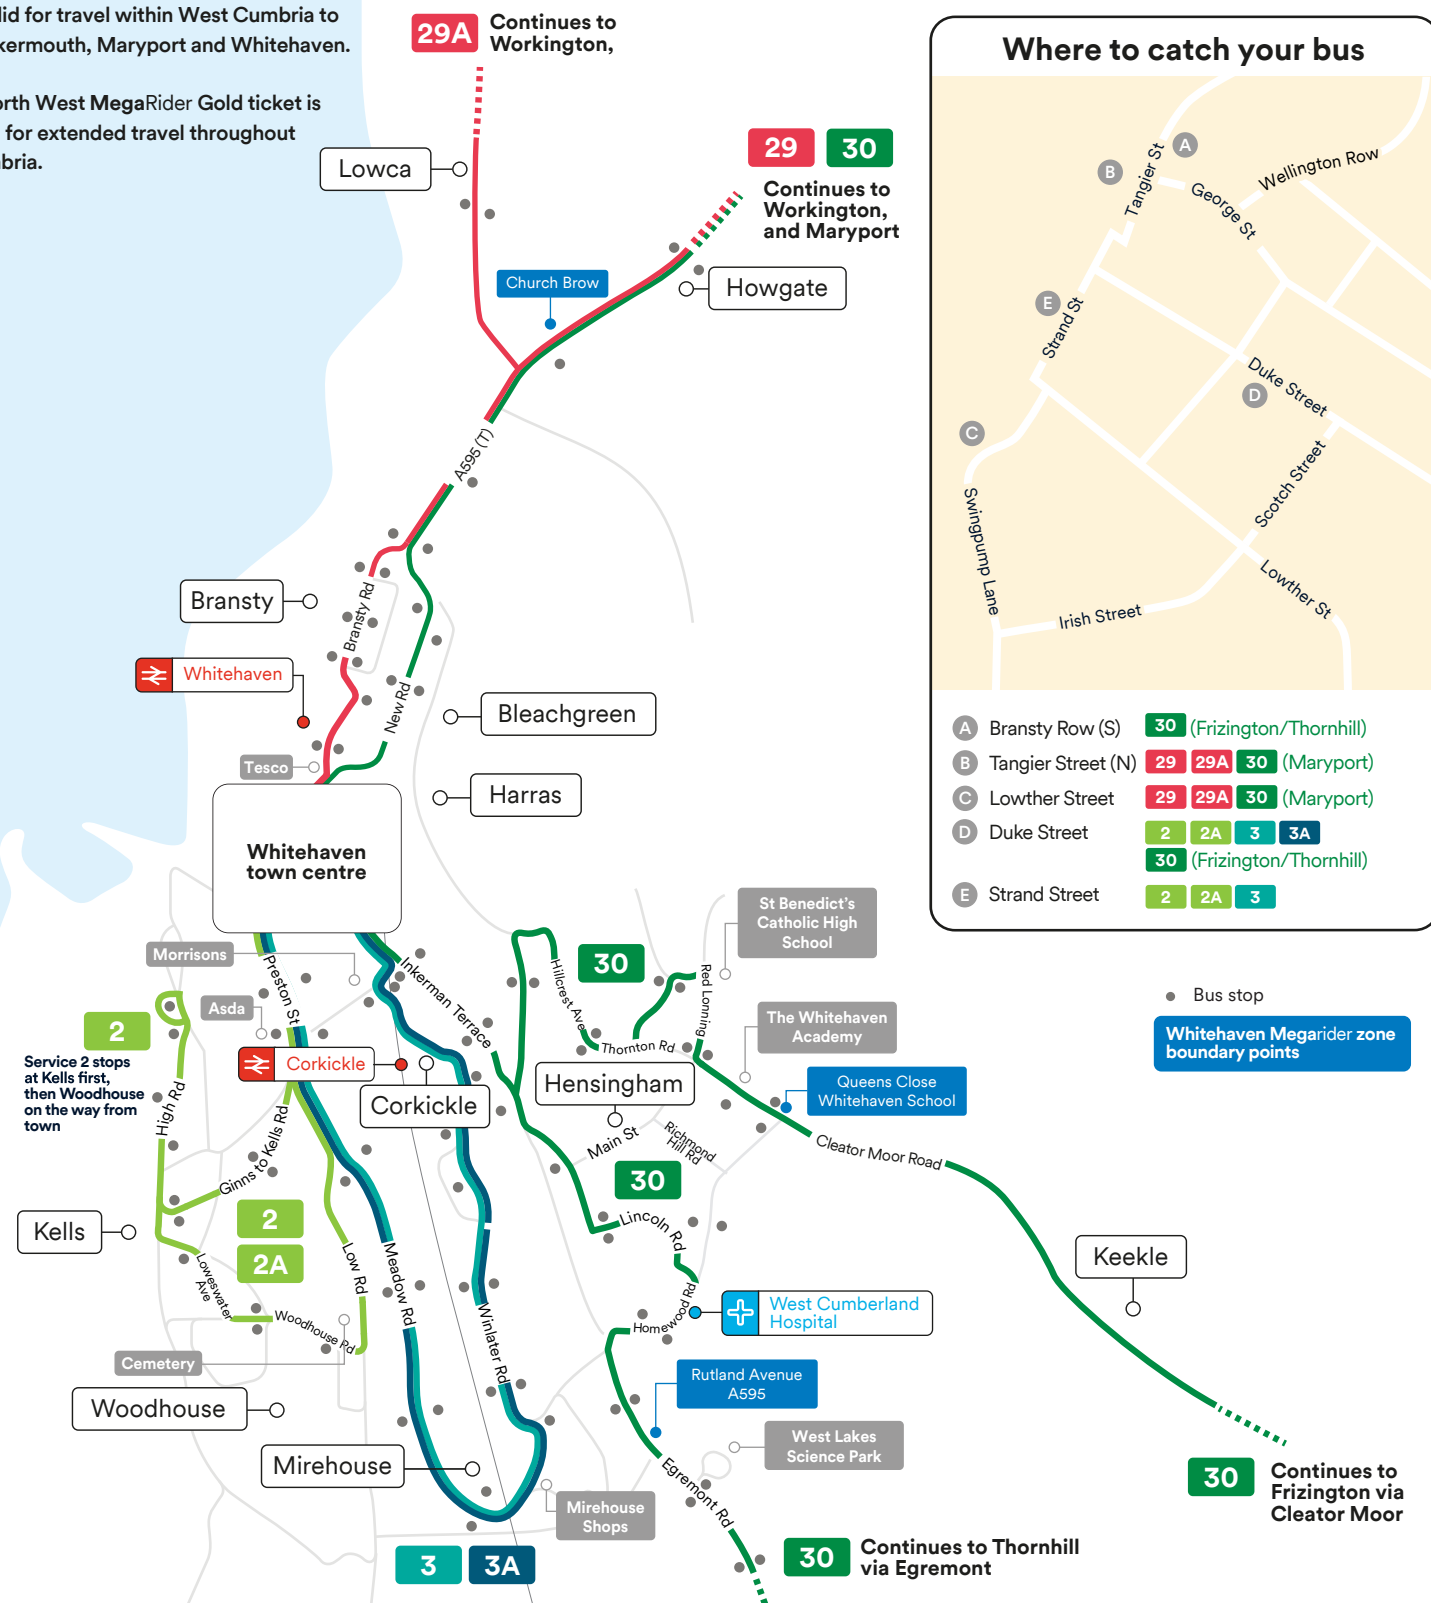 lid for travel within West Cumbria to
kermouth, Maryport and Whitehaven.
orth West MegaRider Gold ticket is
for extended travel throughout
bria.
29A
Continues to
Workington,
Lowca
29
30
Continues to
Workington,
and Maryport
Church Brow
Howgate
A595 (T)
Bransty
Bransty Rd
Whitehaven
New Rd
Bleachgreen
Tesco
Harras
Whitehaven
town centre
Where to catch your bus
A
B
Tangier St
George St
Wellington Row
E
Strand St
Duke Street
D
C
Scotch Street
Swingpump Lane
Lowther St
Irish Street
A Bransty Row (S) 30 (Frizington/Thornhill)
B Tangier Street (N) 29 29A 30 (Maryport)
C Lowther Street 29 29A 30 (Maryport)
D Duke Street 2 2A 3 3A
30 (Frizington/Thornhill)
E Strand Street 2 2A 3
Bus stop
Whitehaven Megarider zone
boundary points
Morrisons
Preston St
Asda
Inkerman Terrace
30
Hillcrest Ave
Red Lonning
St Benedict's
Catholic High
School
The Whitehaven
Academy
Thornton Rd
2
Service 2 stops
at Kells first,
then Woodhouse
on the way from
town
Corkickle
Corkickle
Hensingham
Queens Close
Whitehaven School
High Rd
Ginns to Kells Rd
Main St
Richmond
Hill Rd
Cleator Moor Road
30
Kells
2
2A
Lincoln Rd
Loweswater
Ave
Low Rd
Meadow Rd
Woodhouse Rd
Winlater Rd
Homewood Rd
West Cumberland
Hospital
Keekle
Cemetery
Rutland Avenue
A595
Woodhouse
Mirehouse
West Lakes
Science Park
Egremont Rd
Mirehouse
Shops
30
Continues to
Frizington via
Cleator Moor
3
3A
30
Continues to Thornhill
via Egremont